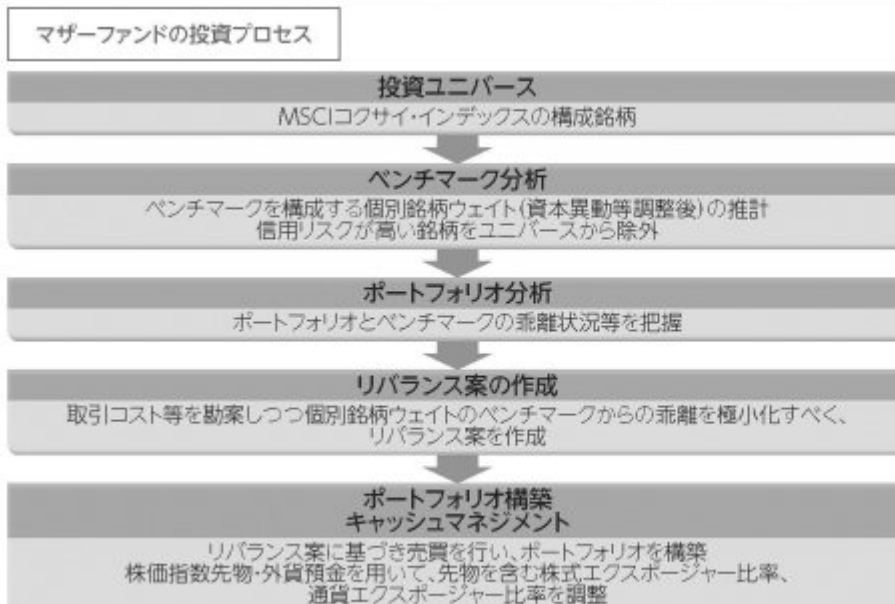 マザーファンドの投資プロセス
投資ユニバース
MSCIコクサイ・インデックスの構成銘柄
ベンチマーク分析
ベンチマークを構成する個別銘柄ウェイト(資本異動等調整後)の推計
信用リスクが高い銘柄をユニバースから除外
ポートフォリオ分析
ポートフォリオとベンチマークの乖離状況等を把握
リバランス案の作成
取引コスト等を勘案しつつ個別銘柄ウェイトのベンチマークからの乖離を極小化すべく、
リバランス案を作成
ポートフォリオ構築
キャッシュマネジメント
リバランス案に基づき売買を行い、ポートフォリオを構築
株価指数先物・外貨預金を用いて、先物を含む株式エクスポージャー比率、
通貨エクスポージャー比率を調整